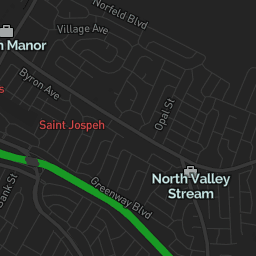 Norfeld Blvd
Village Ave
n Manor
Byron Ave
s
Opal St
Saint Jospeh
North Valley
Stream
Greenway Blvd
Bank St